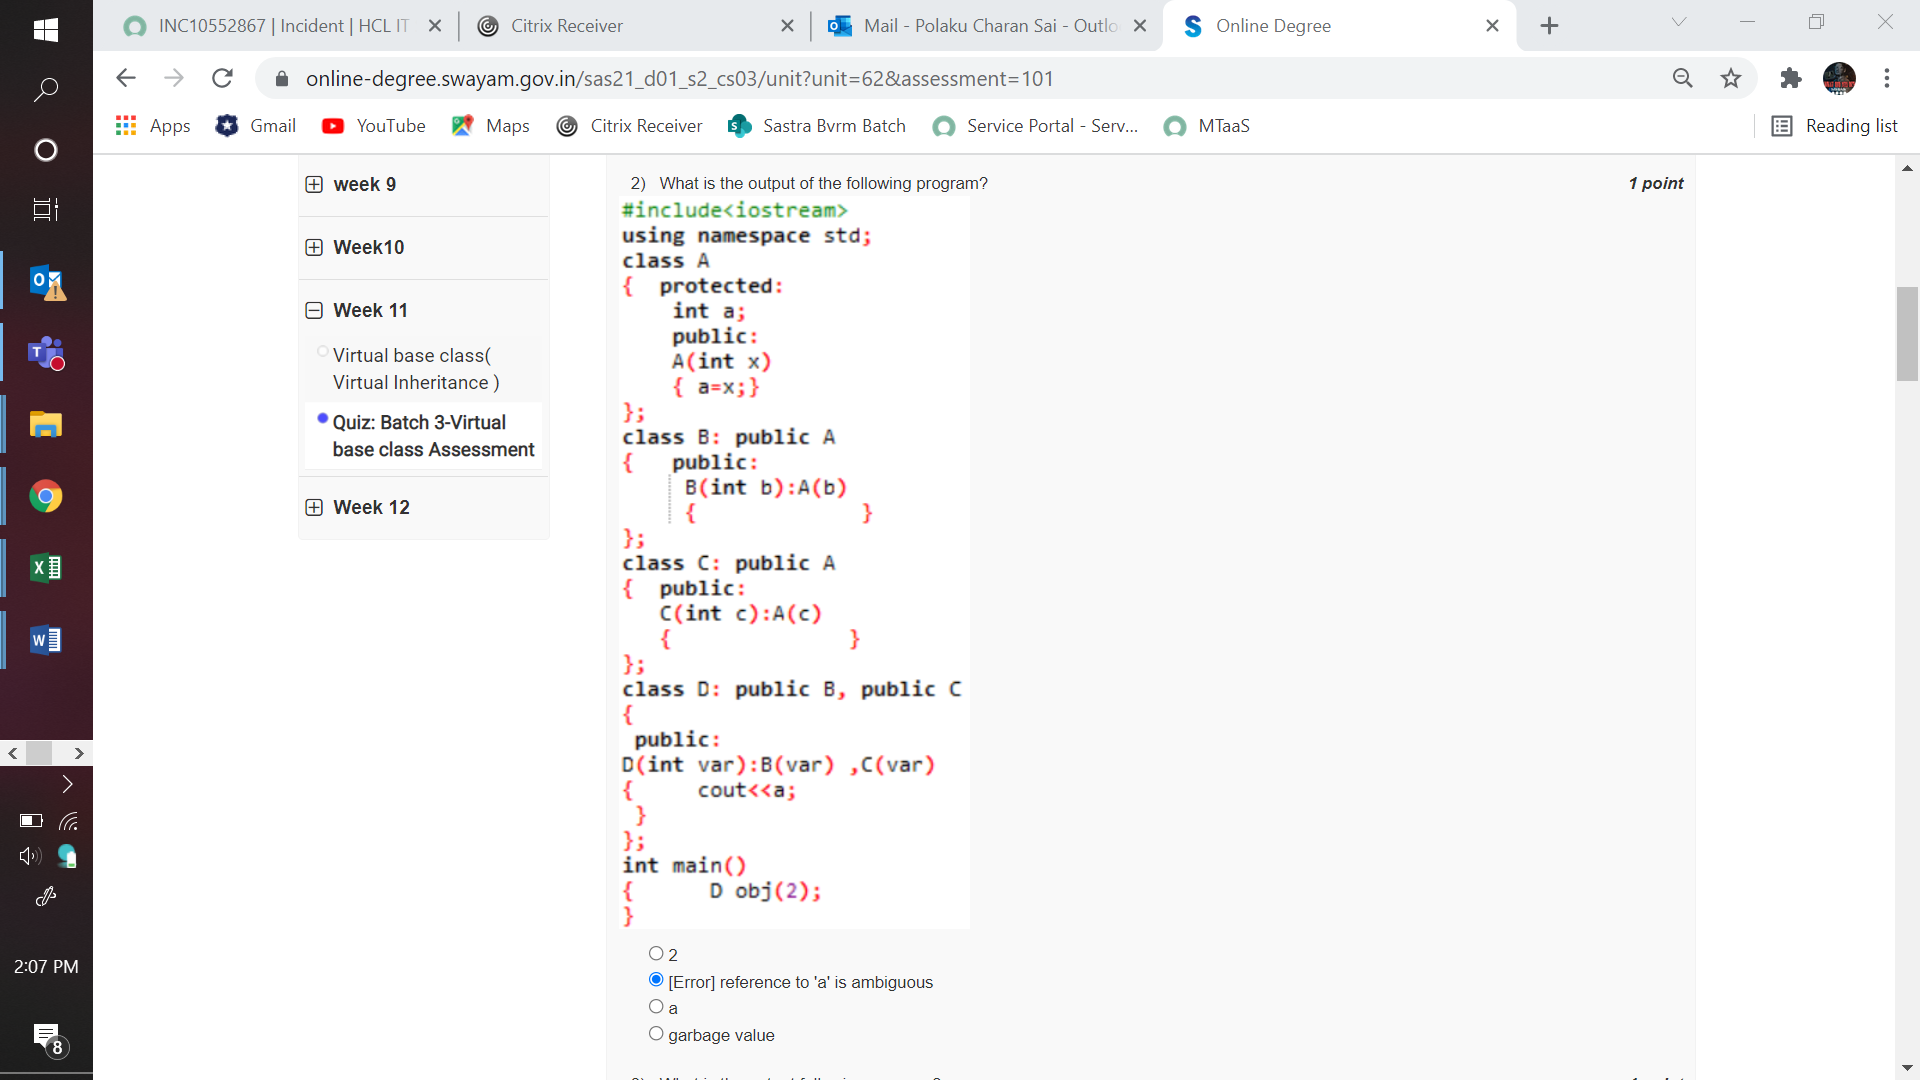 INC10552867 | Incident | HCL IT
Citrix Receiver
Mail - Polaku Charan Sai - Outlo
Online Degree
online-degree.swayam.gov.in/sas21_d01_s2_cs03/unit?unit=62&assessment=101
Apps
Gmail
YouTube
Maps
Citrix Receiver
Sastra Bvrm Batch
Service Portal - Serv...
MTaaS
Reading list
week 9
Week10
Week 11
Virtual base class(
Virtual Inheritance )
Quiz: Batch 3-Virtual
base class Assessment
Week 12
2) What is the output of the following program?
1 point
#include<iostream>
using namespace std;
class A
{ protected:
int a;
public:
A(int x)
{ a=x;}
};
class B: public A
{ public:
B(int b):A(b)
{ }
};
class C: public A
{ public:
C(int c):A(c)
{ }
};
class D: public B, public C
{
public:
D(int var):B(var) ,C(var)
{ cout<<a;
}
};
int main()
{ D obj(2);
}
2
[Error] reference to 'a' is ambiguous
a
garbage value
2:07 PM
8